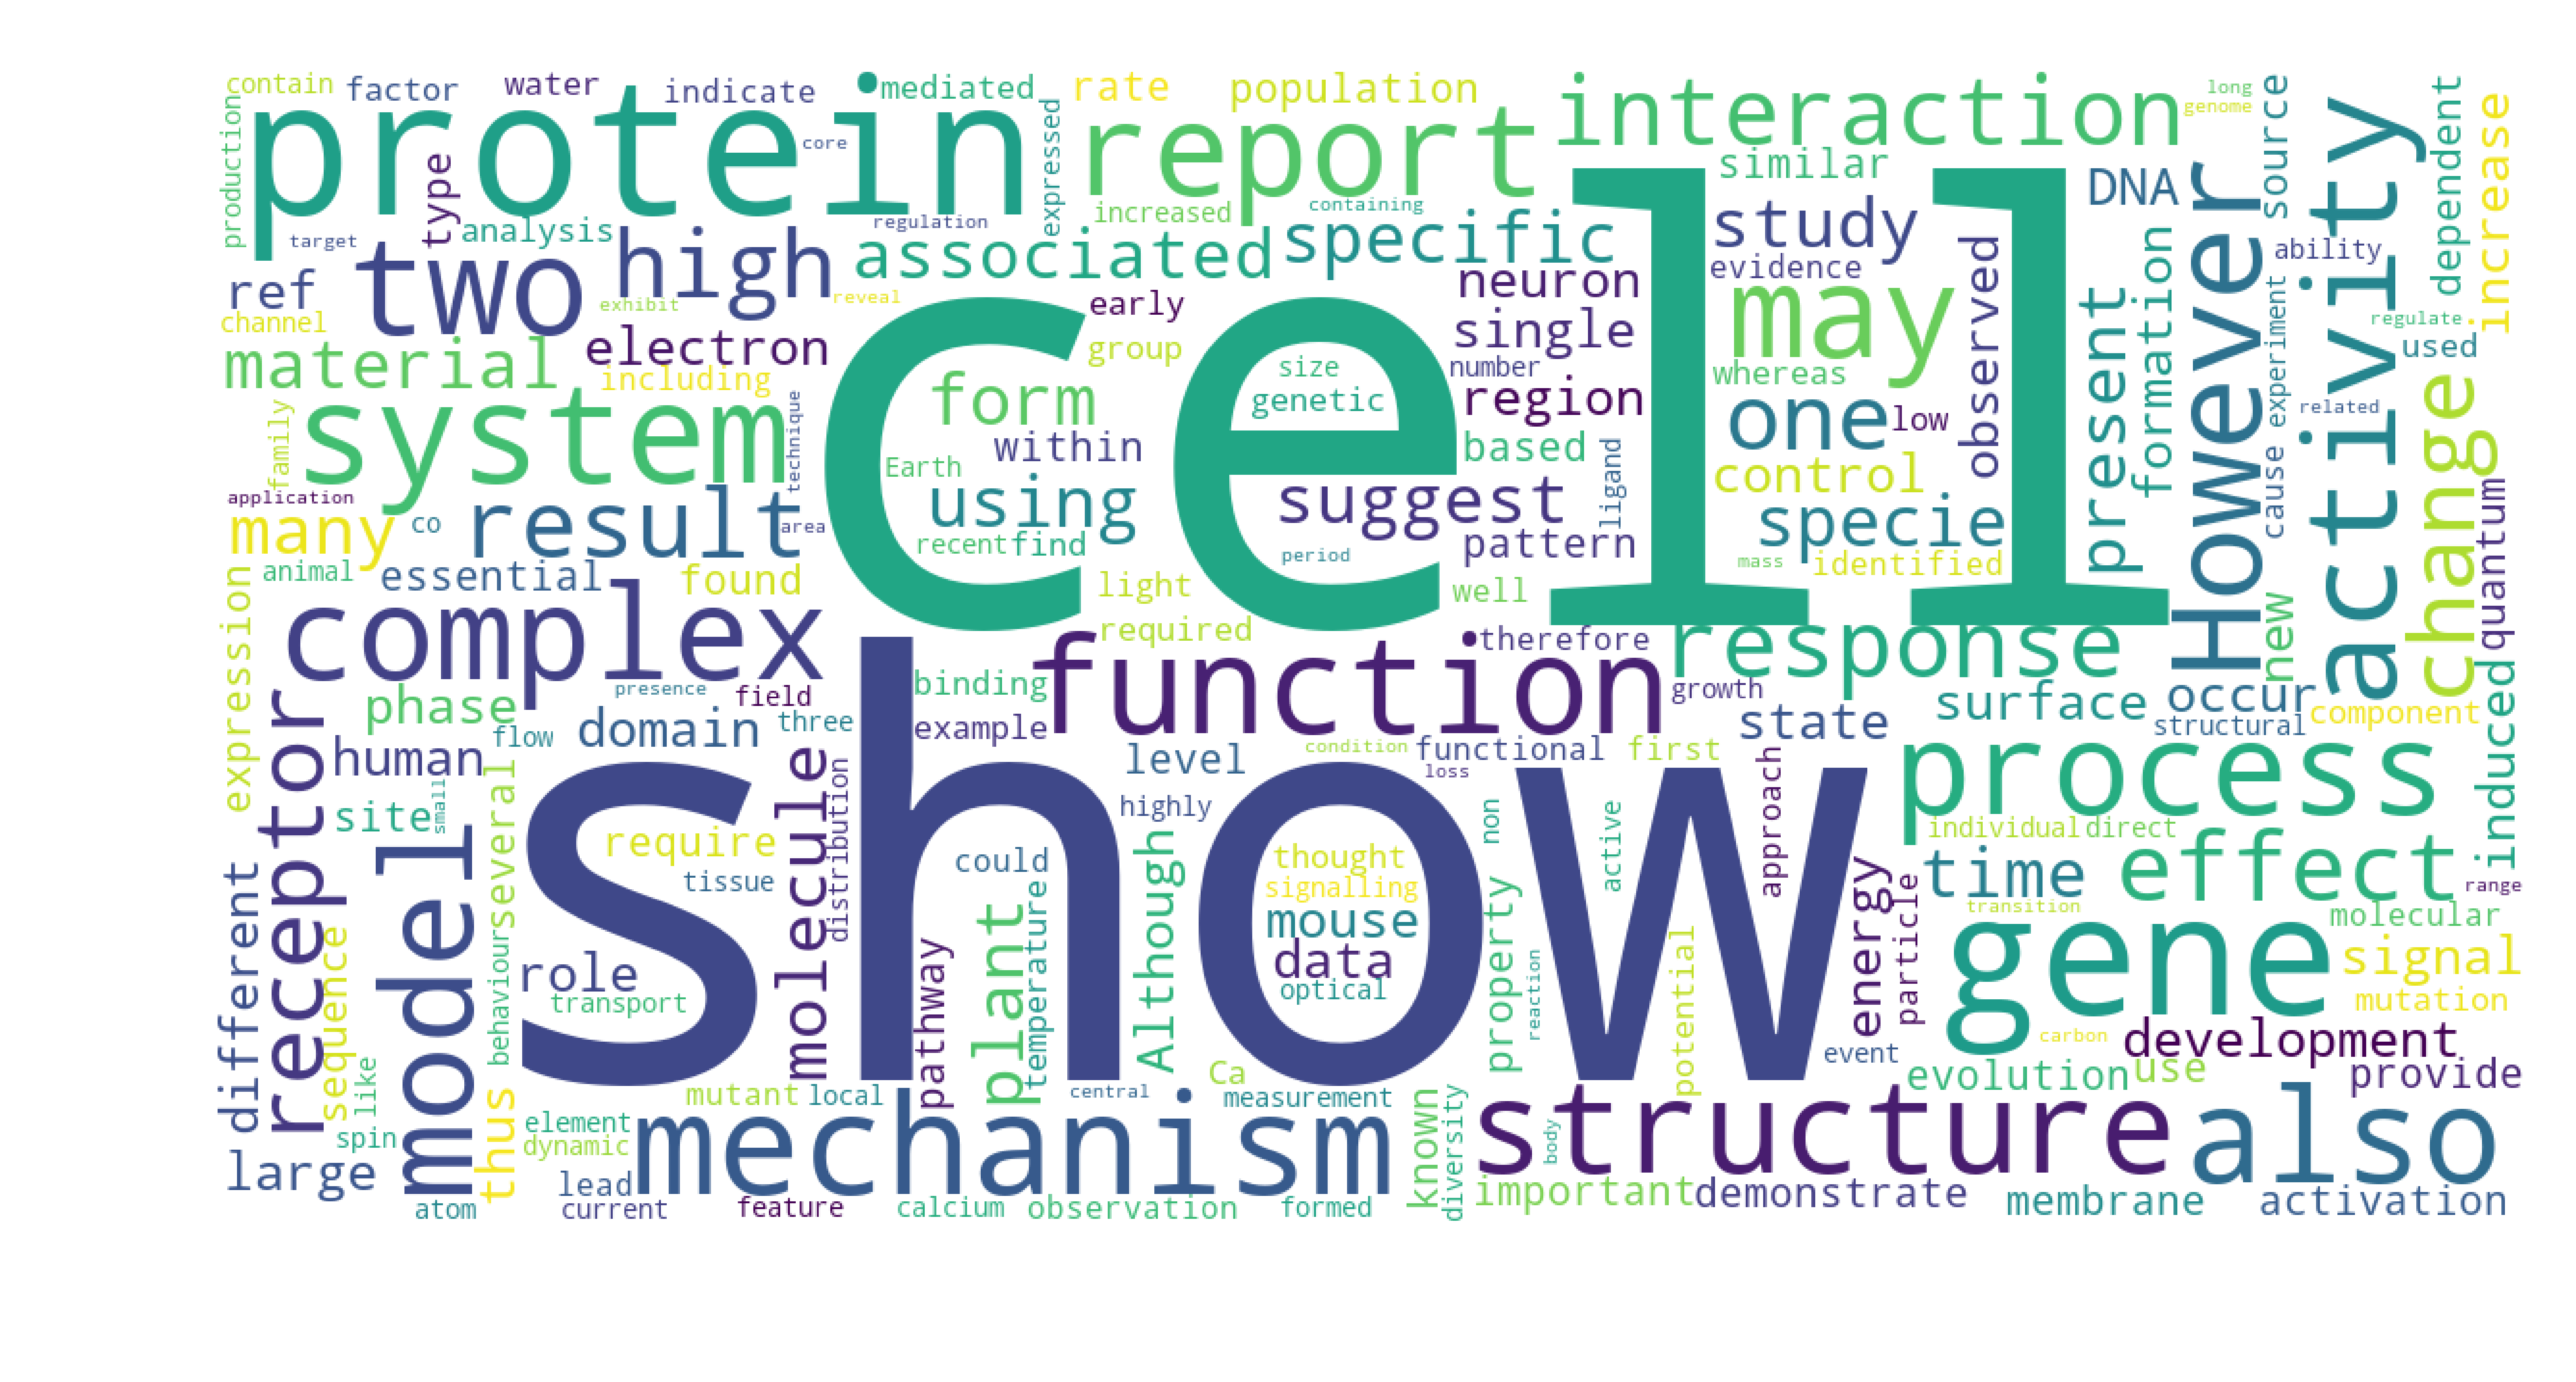 contain
factor
water
indicate
mediated
rate
population
interaction
long
genome
source
dependent
increase
production
protein
core
expressed
report
similar
DNA
However
activity
type
analysis
regulation
increased
containing
study
ability
target
two
high
associated
specific
evidence
observed
formation
present
ref
exhibit
reveal
early
neuron
may
experiment
regulate
channel
electron
group
single
used
material
including
size
number
whereas
change
family
system
technique
form
genetic
region
one
low
related
within
based
Earth
control
application
using
suggest
ligand
specie
cause
quantum
many
co
result
area
cell
recent
find
period
pattern
mass
identified
animal
essential
found
light
well
new
expression
complex
required
function
therefore
response
receptor
phase
presence
field
binding
growth
surface
occur
induced
human
flow
domain
three
example
state
structural
component
level
condition
functional
first
loss
process
site
small
several
molecule
distribution
highly
non
active
approach
individual
direct
different
model
behaviour
require
show
could
Although
thought
time
effect
range
tissue
signalling
energy
particle
transition
molecular
sequence
role
pathway
plant
temperature
mouse
property
gene
signal
transport
data
optical
reaction
potential
mutation
carbon
event
development
like
thus
mutant
local
central
Ca
measurement
known
diversity
evolution
use
provide
spin
element
dynamic
mechanism
body
structure
also
large
lead
important
demonstrate
membrane
activation
atom
current
feature
calcium
observation
formed